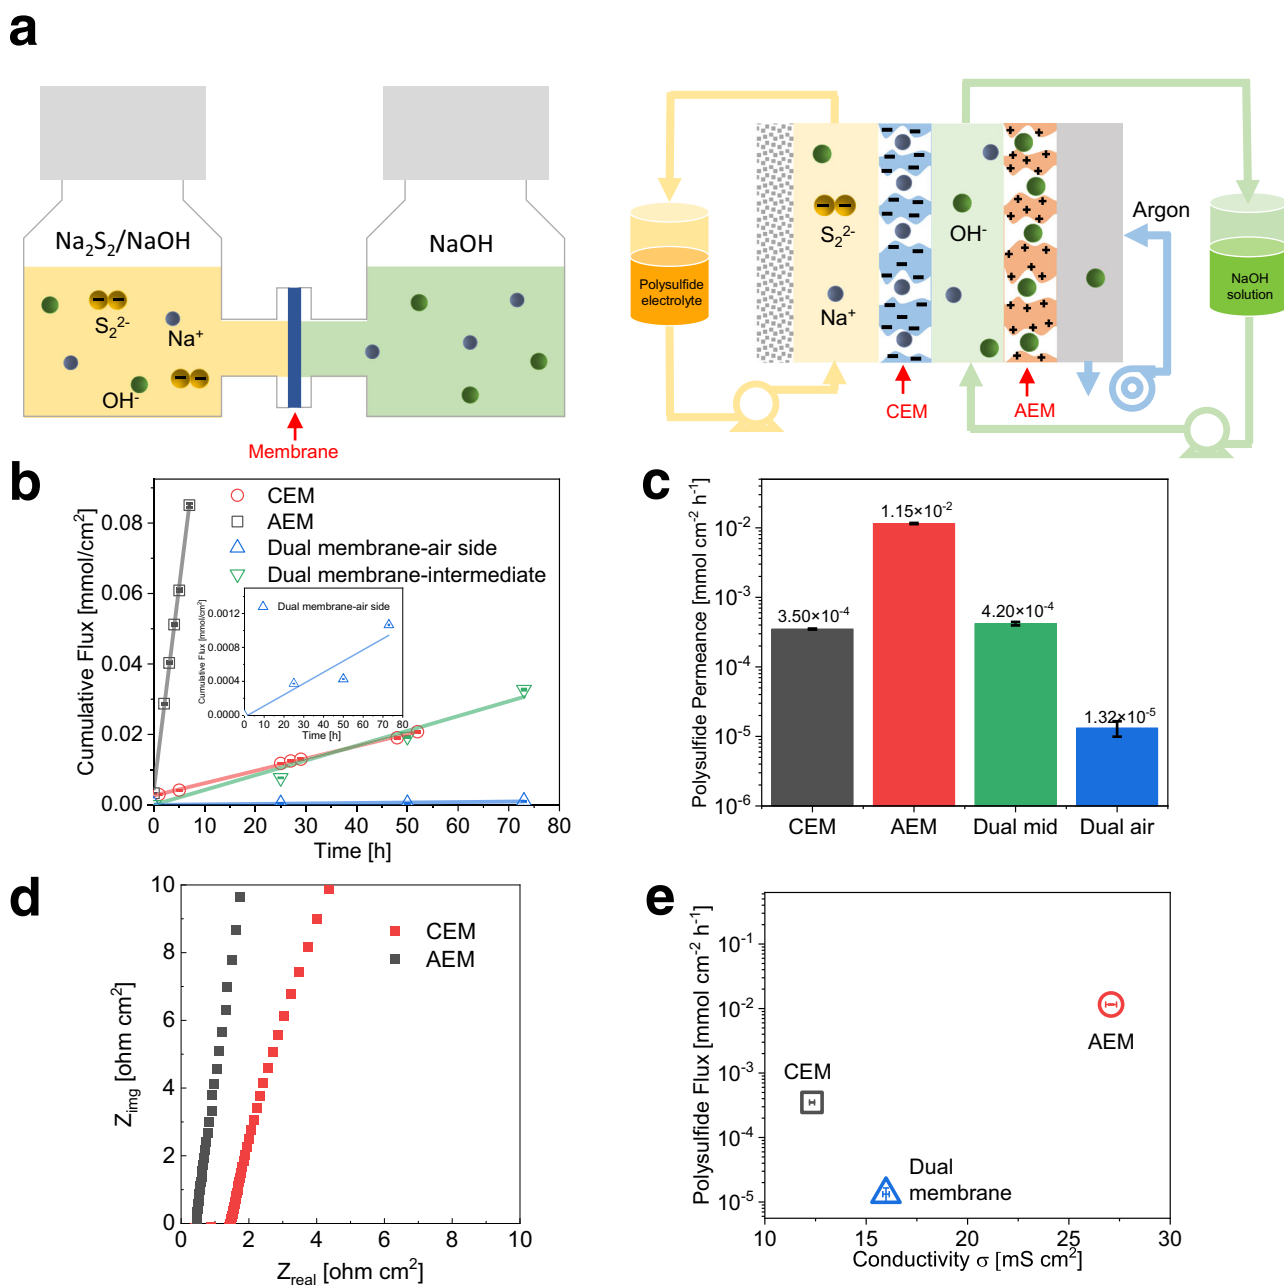 a
Na₂S₂/NaOH
NaOH
S₂²⁻
Na⁺
OH⁻
Membrane
Polysulfide
electrolyte
S₂²⁻
Na⁺
OH⁻
CEM
AEM
Argon
NaOH
solution
b
Cumulative Flux [mmol/cm²]
0.08
0.06
0.04
0.02
0.00
CEM
AEM
Dual membrane-air side
Dual membrane-intermediate
Cumulative Flux [mmol/cm²]
0.0012
0.0008
0.0004
0.0000
Dual membrane-air side
0 10 20 30 40 50 60 70 80
Time [h]
0 10 20 30 40 50 60 70 80
Time [h]
c
Polysulfide Permeance [mmol cm⁻² h⁻¹]
10⁻²
10⁻³
10⁻⁴
10⁻⁵
10⁻⁶
3.50×10⁻⁴
1.15×10⁻²
4.20×10⁻⁴
1.32×10⁻⁵
CEM AEM Dual mid Dual air
d
Z_img [ohm cm²]
10
8
6
4
2
0
CEM
AEM
0 2 4 6 8 10
Z_real [ohm cm²]
e
Polysulfide Flux [mmol cm⁻² h⁻¹]
10⁻¹
10⁻²
10⁻³
10⁻⁴
10⁻⁵
AEM
CEM
Dual
membrane
10 15 20 25 30
Conductivity σ [mS cm²]